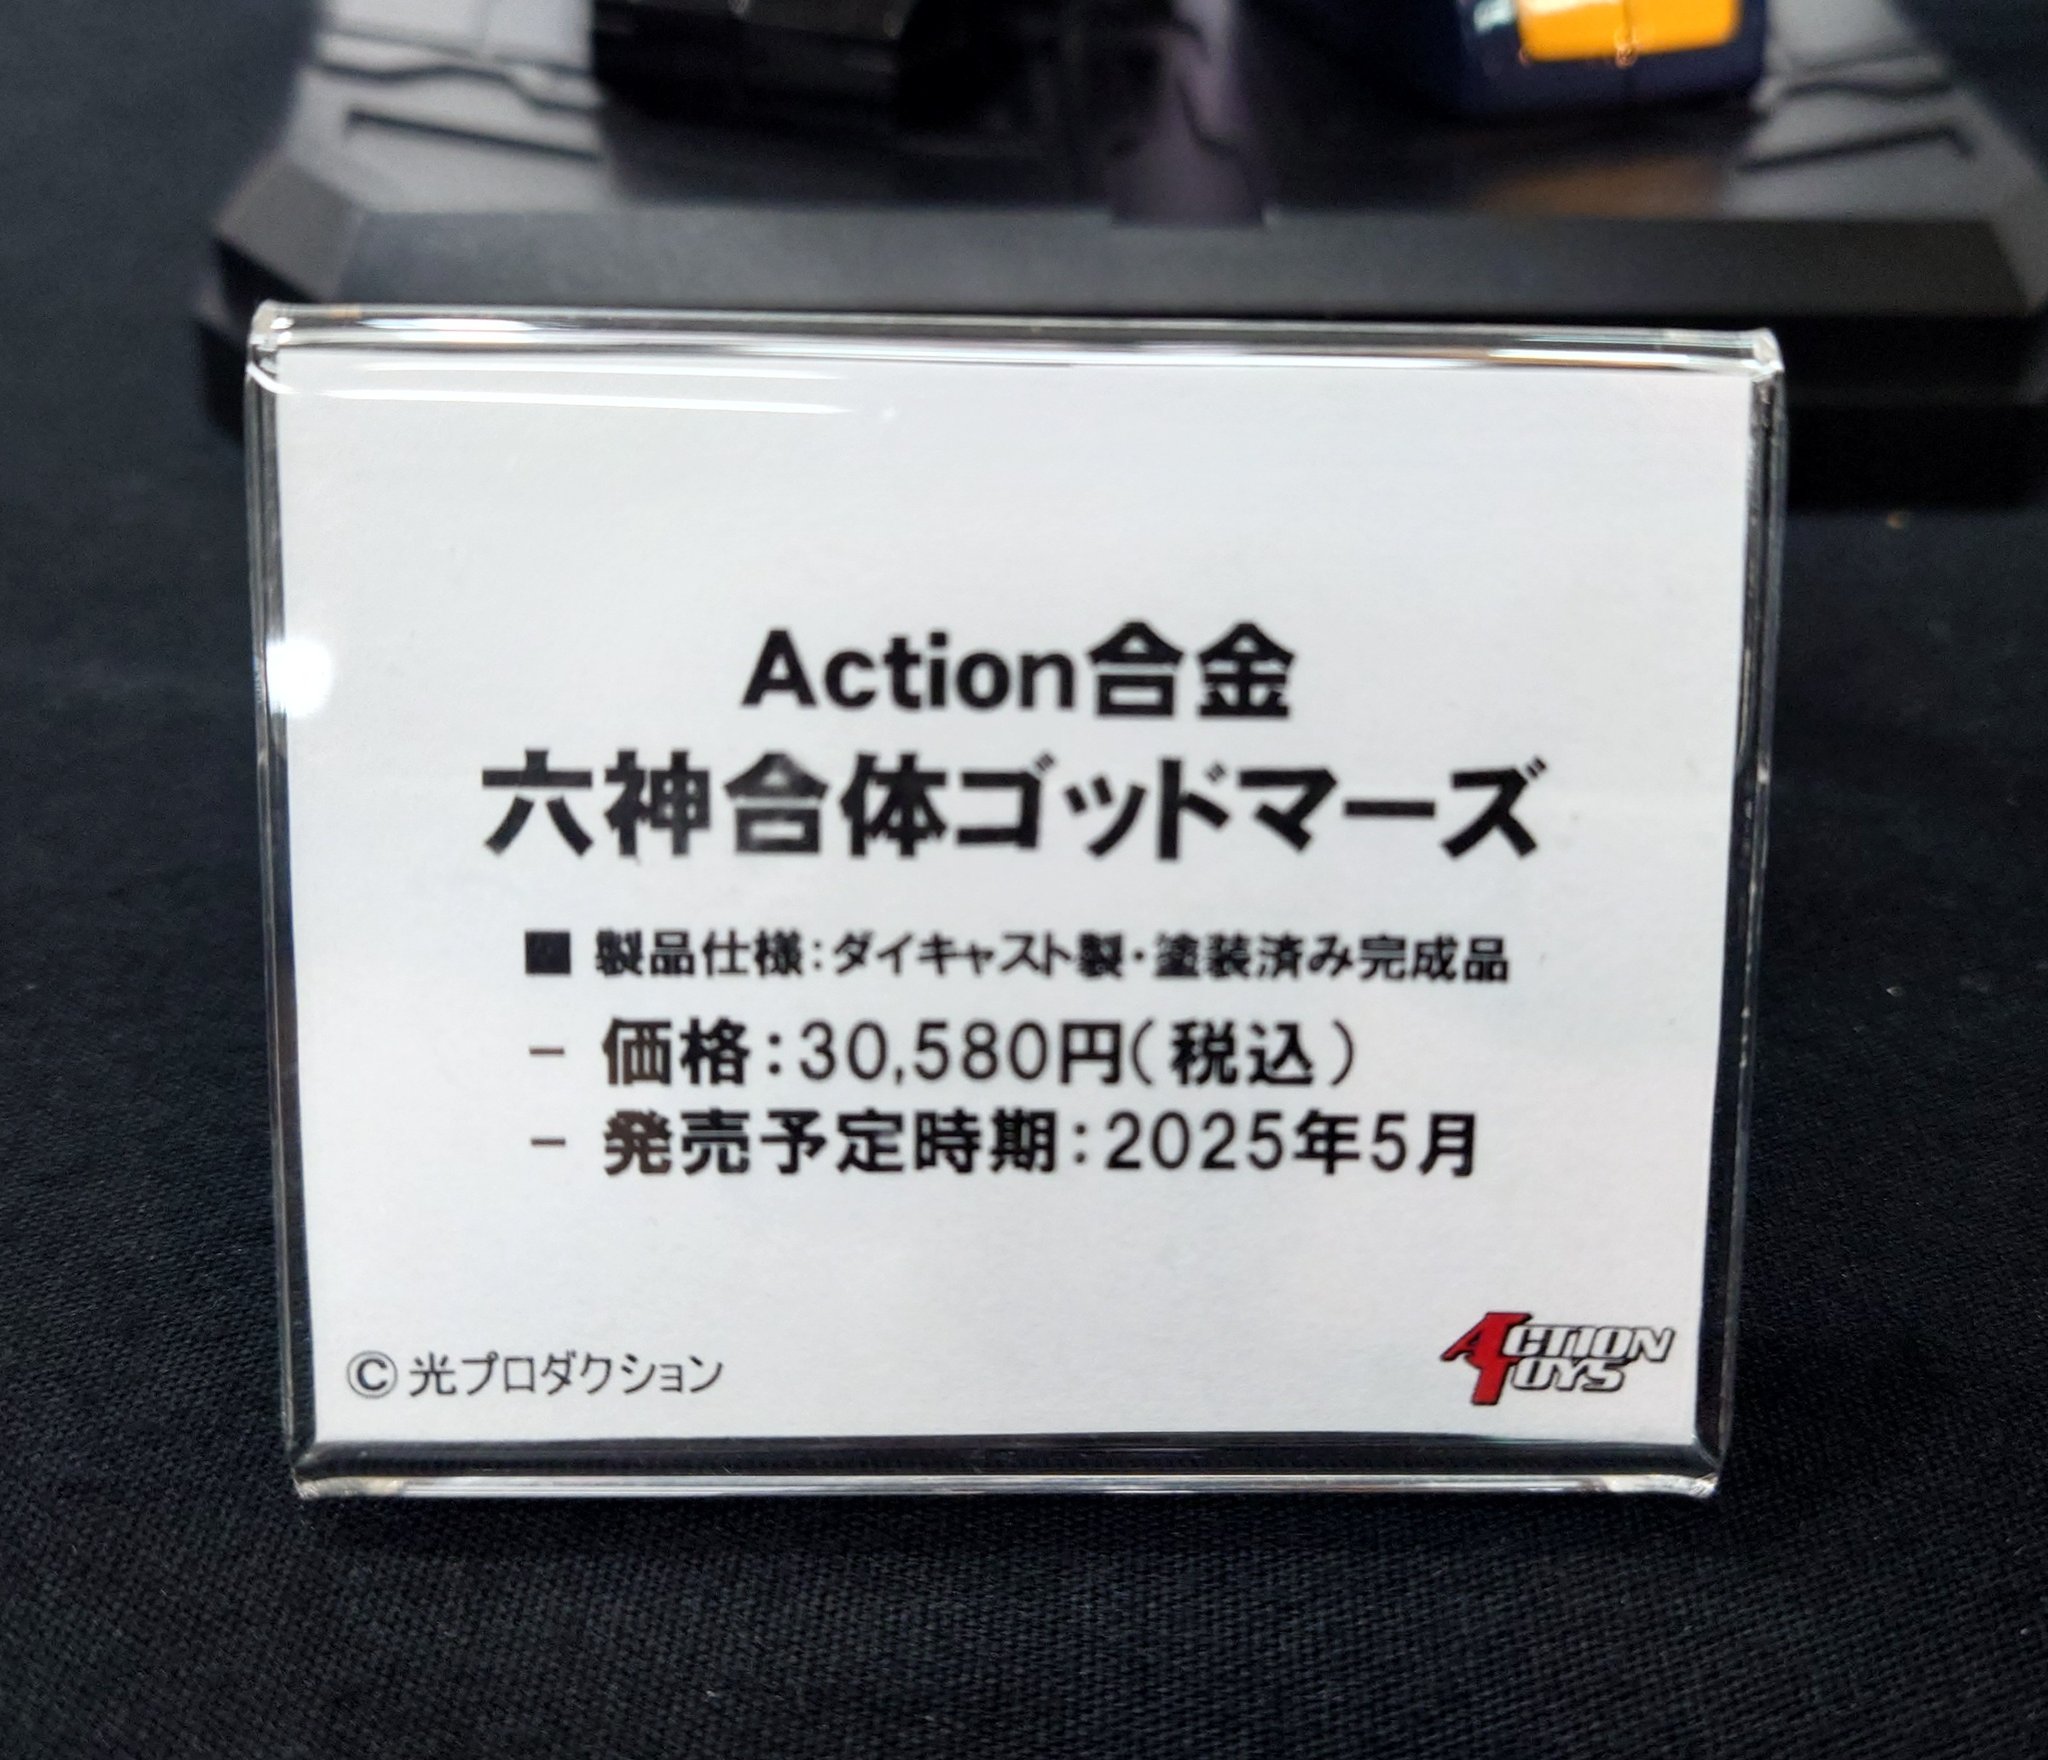 Action合金
六神合体ゴッドマーズ
■ 製品仕様：ダイキャスト製・塗装済み完成品
- 価格：30,580円（税込）
- 発売予定時期：2025年5月
©光プロダクション
ACTION
TOYS